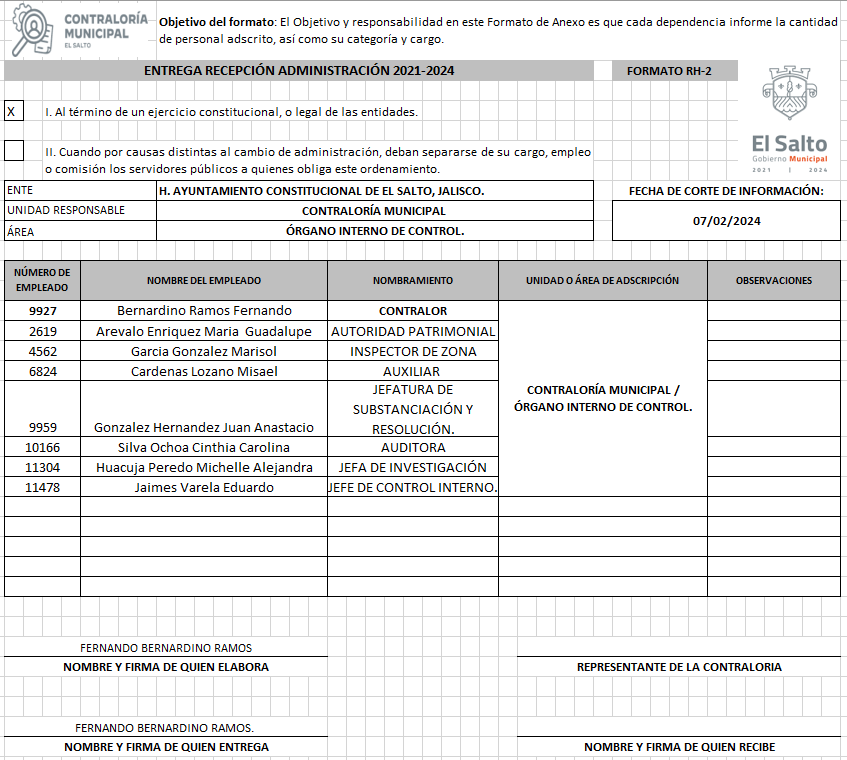 CONTRALORÍA
MUNICIPAL
EL SALTO
Objetivo del formato: El Objetivo y responsabilidad en este Formato de Anexo es que cada dependencia informe la cantidad
de personal adscrito, así como su categoría y cargo.
ENTREGA RECEPCIÓN ADMINISTRACIÓN 2021-2024
FORMATO RH-2
X
I. Al término de un ejercicio constitucional, o legal de las entidades.
II. Cuando por causas distintas al cambio de administración, deban separarse de su cargo, empleo
o comisión los servidores públicos a quienes obliga este ordenamiento.
El Salto
Gobierno Municipal
2021 | 2024
ENTE H. AYUNTAMIENTO CONSTITUCIONAL DE EL SALTO, JALISCO.
UNIDAD RESPONSABLE CONTRALORÍA MUNICIPAL
ÁREA ÓRGANO INTERNO DE CONTROL.
FECHA DE CORTE DE INFORMACIÓN:
07/02/2024
NÚMERO DE
EMPLEADO
NOMBRE DEL EMPLEADO
NOMBRAMIENTO
UNIDAD O ÁREA DE ADSCRIPCIÓN
OBSERVACIONES
9927 Bernardino Ramos Fernando CONTRALOR
2619 Arevalo Enriquez Maria Guadalupe AUTORIDAD PATRIMONIAL
4562 Garcia Gonzalez Marisol INSPECTOR DE ZONA
6824 Cardenas Lozano Misael AUXILIAR
JEFATURA DE
SUBSTANCIACIÓN Y
9959 Gonzalez Hernandez Juan Anastacio RESOLUCIÓN.
10166 Silva Ochoa Cinthia Carolina AUDITORA
11304 Huacuja Peredo Michelle Alejandra JEFA DE INVESTIGACIÓN
11478 Jaimes Varela Eduardo JEFE DE CONTROL INTERNO.
CONTRALORÍA MUNICIPAL /
ÓRGANO INTERNO DE CONTROL.
FERNANDO BERNARDINO RAMOS
NOMBRE Y FIRMA DE QUIEN ELABORA
REPRESENTANTE DE LA CONTRALORIA
FERNANDO BERNARDINO RAMOS.
NOMBRE Y FIRMA DE QUIEN ENTREGA
NOMBRE Y FIRMA DE QUIEN RECIBE